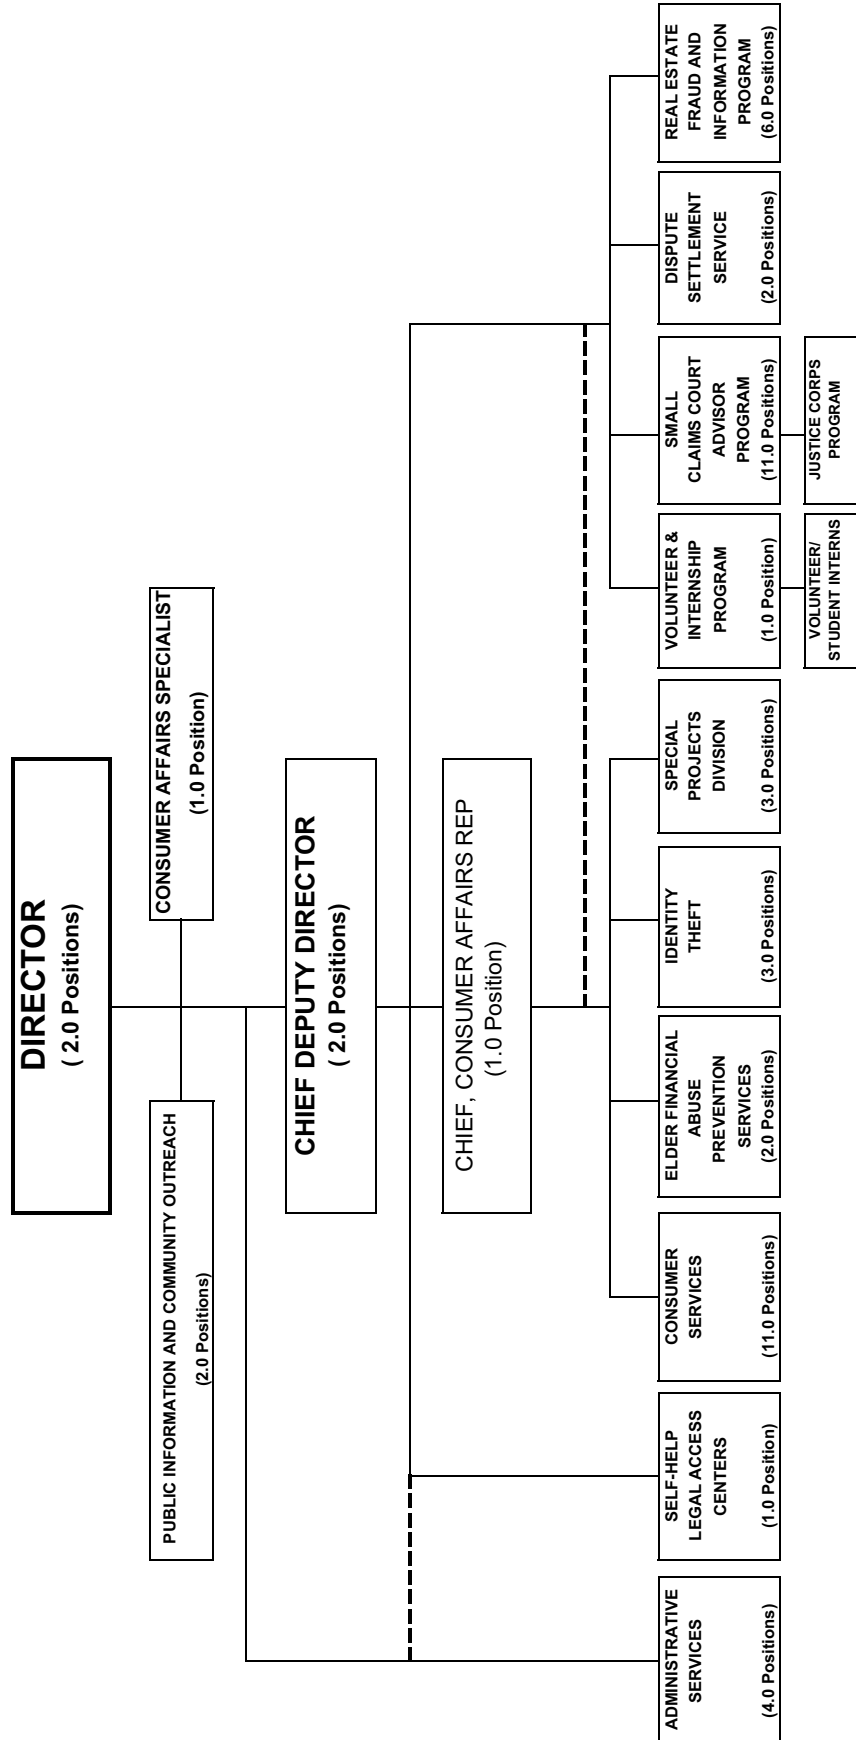 DIRECTOR
( 2.0 Positions)
PUBLIC INFORMATION AND COMMUNITY OUTREACH
(2.0 Positions)
CONSUMER AFFAIRS SPECIALIST
(1.0 Position)
CHIEF DEPUTY DIRECTOR
( 2.0 Positions)
CHIEF, CONSUMER AFFAIRS REP
(1.0 Position)
ADMINISTRATIVE
SERVICES
(4.0 Positions)
SELF-HELP
LEGAL ACCESS
CENTERS
(1.0 Position)
CONSUMER
SERVICES
(11.0 Positions)
ELDER FINANCIAL
ABUSE
PREVENTION
SERVICES
(2.0 Positions)
IDENTITY
THEFT
(3.0 Positions)
SPECIAL
PROJECTS
DIVISION
(3.0 Positions)
VOLUNTEER &
INTERNSHIP
PROGRAM
(1.0 Position)
SMALL
CLAIMS COURT
ADVISOR
PROGRAM
(11.0 Positions)
DISPUTE
SETTLEMENT
SERVICE
(2.0 Positions)
REAL ESTATE
FRAUD AND
INFORMATION
PROGRAM
(6.0 Positions)
VOLUNTEER/
STUDENT INTERNS
JUSTICE CORPS
PROGRAM